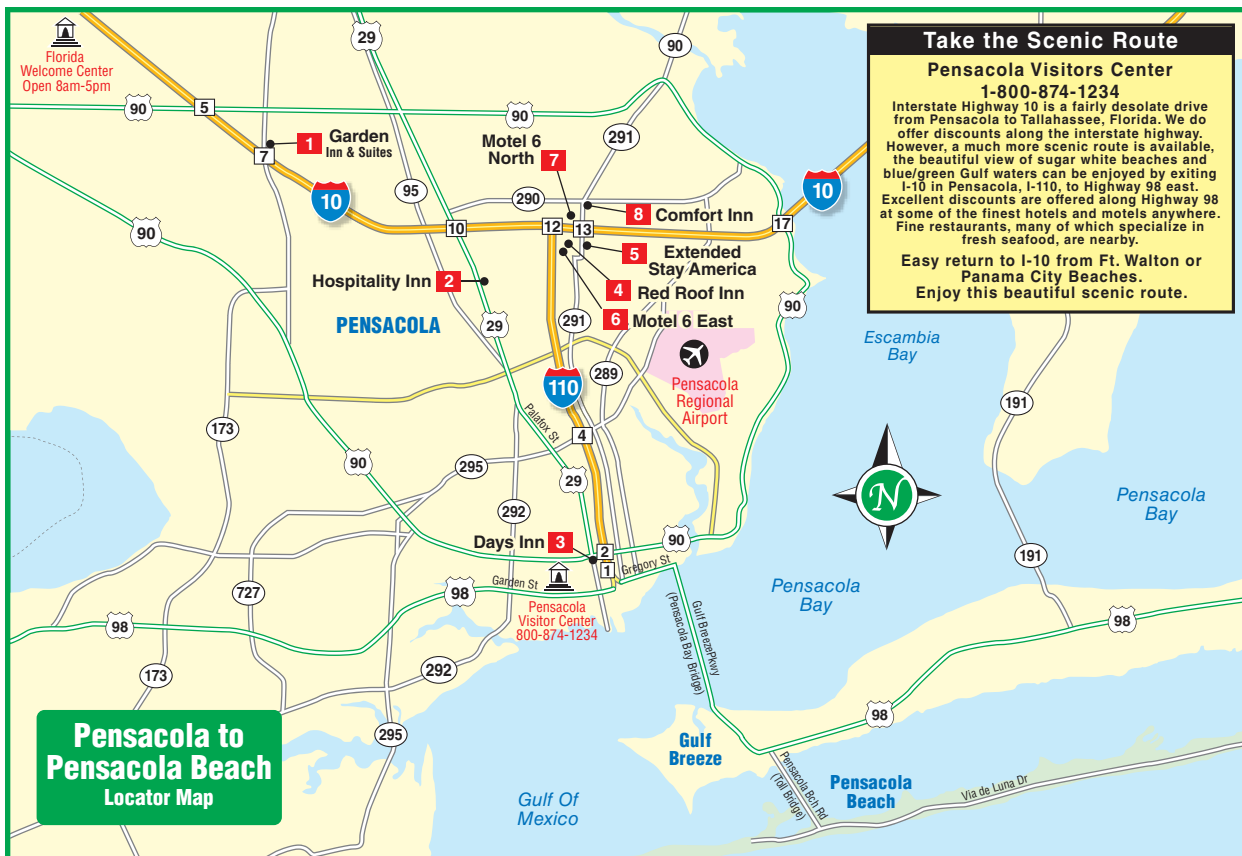 Florida
Welcome Center
Open 8am-5pm
29
90
Take the Scenic Route
Pensacola Visitors Center
1-800-874-1234
Interstate Highway 10 is a fairly desolate drive
from Pensacola to Tallahassee, Florida. We do
offer discounts along the interstate highway.
However, a much more scenic route is available,
the beautiful view of sugar white beaches and
blue/green Gulf waters can be enjoyed by exiting
I-10 in Pensacola, I-110, to Highway 98 east.
Excellent discounts are offered along Highway 98
at some of the finest hotels and motels anywhere.
Fine restaurants, many of which specialize in
fresh seafood, are nearby.
Easy return to I-10 from Ft. Walton or
Panama City Beaches.
Enjoy this beautiful scenic route.
90
5
90
7
1
Garden
Inn & Suites
Motel 6
North
7
291
95
290
10
10
8
Comfort Inn
10
12
13
17
90
5
Extended
Stay America
Hospitality Inn
2
4
Red Roof Inn
6
Motel 6 East
90
PENSACOLA
29
291
Escambia
Bay
110
289
Pensacola
Regional
Airport
191
Palafox St
173
4
90
295
29
N
Pensacola
Bay
292
Days Inn
3
2
90
191
1
Gregory St
Garden St
727
98
Pensacola
Visitor Center
800-874-1234
Pensacola
Bay
98
98
Gulf BreezePkwy
(Pensacola Bay Bridge)
173
292
98
295
Pensacola to
Pensacola Beach
Locator Map
Gulf
Breeze
Pensacola Bch Rd
(Toll Bridge)
Pensacola
Beach
Via de Luna Dr
Gulf Of
Mexico